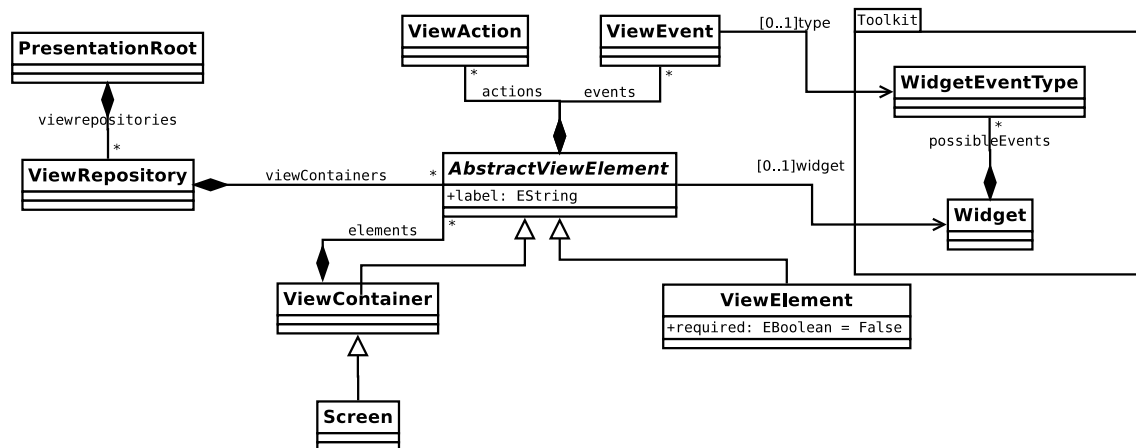 PresentationRoot
ViewAction
ViewEvent
[0..1]type
Toolkit
WidgetEventType
*
*
actions
events
viewrepositories
*
*
possibleEvents
ViewRepository
viewContainers
*
AbstractViewElement
+label: EString
[0..1]widget
Widget
*
elements
ViewContainer
ViewElement
+required: EBoolean = False
Screen